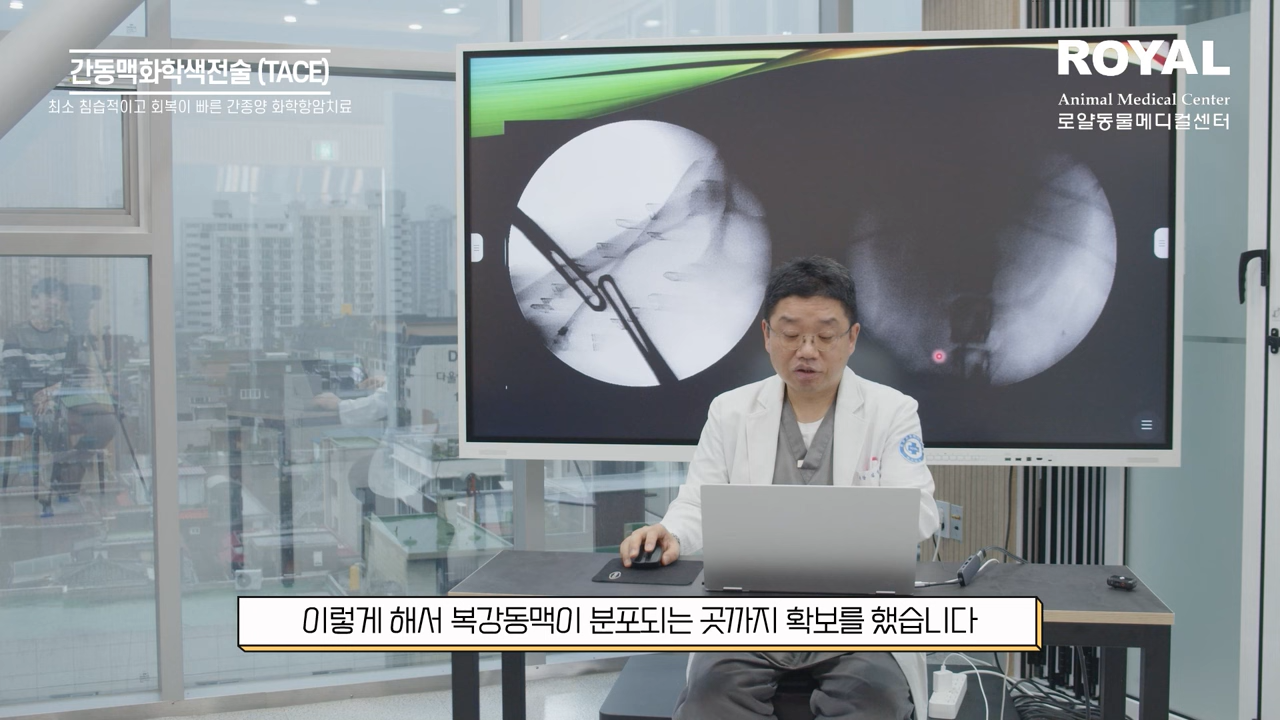 간동맥화학색전술 (TACE)
최소 침습적이고 회복이 빠른 간종양 화학항암치료
ROYAL
Animal Medical Center
로얄동물메디컬센터
이렇게 해서 복강동맥이 분포되는 곳까지 확보를 했습니다